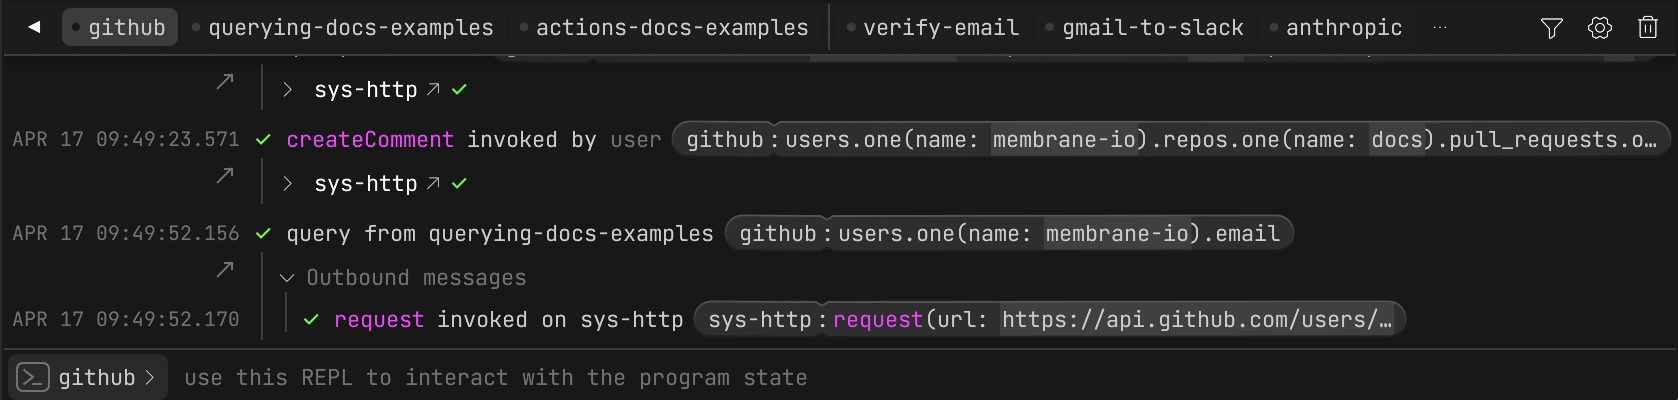 github querying-docs-examples actions-docs-examples verify-email gmail-to-slack anthropic ...
sys-http
APR 17 09:49:23.571 createComment invoked by user github:users.one(name: membrane-io).repos.one(name: docs).pull_requests.o…
sys-http
APR 17 09:49:52.156 query from querying-docs-examples github:users.one(name: membrane-io).email
Outbound messages
APR 17 09:49:52.170 request invoked on sys-http sys-http:request(url: https://api.github.com/users/…
github > use this REPL to interact with the program state